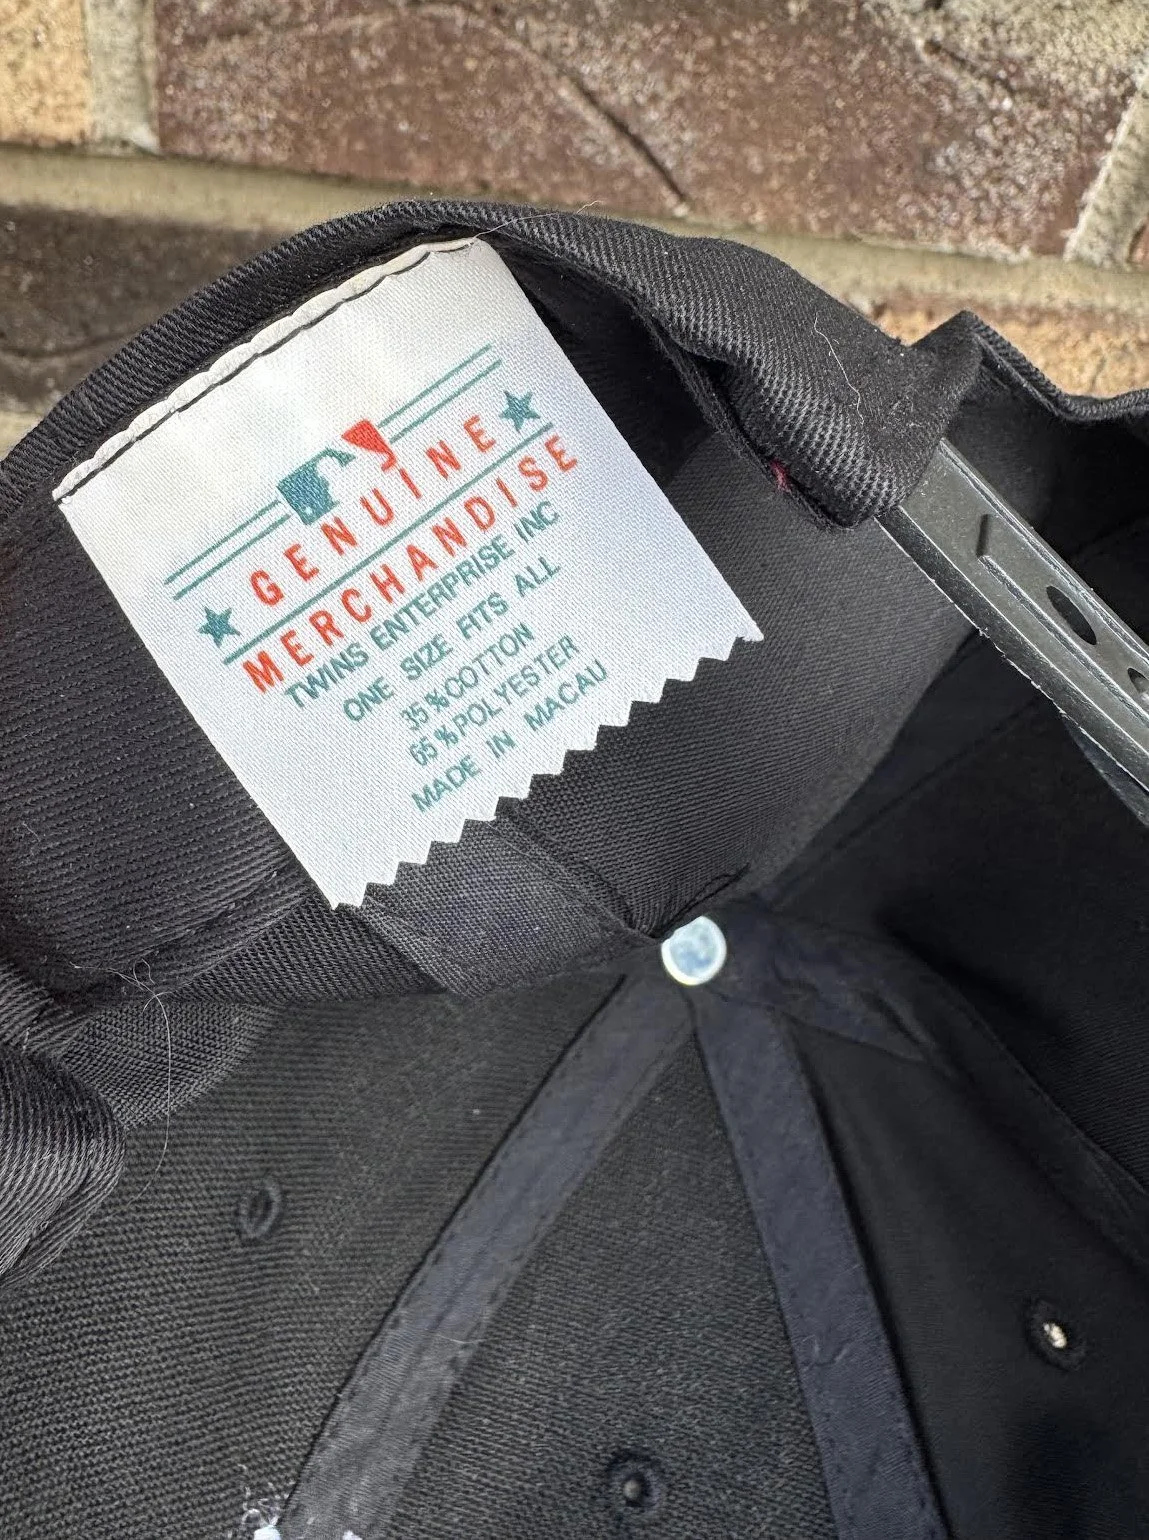 GENUINE
MERCHANDISE
TWINS ENTERPRISE INC
ONE SIZE FITS ALL
35%COTTON
65%POLYESTER
MADE IN MACAU